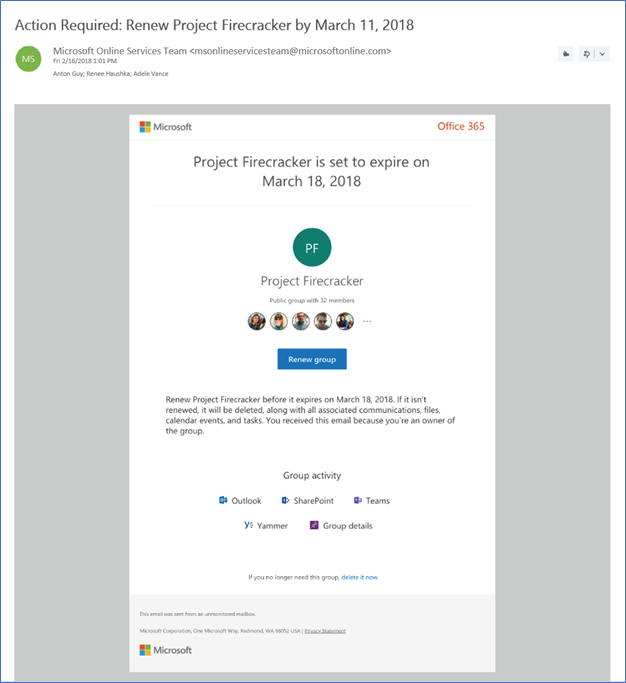 Action Required: Renew Project Firecracker by March 11, 2018
MS
Microsoft Online Services Team <msonlineservicesteam@microsoftonline.com>
Fri 2/16/2018 1:01 PM
Anton Guy; Renee Haushka; Adele Vance
Microsoft
Office 365
Project Firecracker is set to expire on
March 18, 2018
PF
Project Firecracker
Public group with 32 members
...
Renew group
Renew Project Firecracker before it expires on March 18, 2018. If it isn't
renewed, it will be deleted, along with all associated communications, files,
calendar events, and tasks. You received this email because you're an owner of
the group.
Group activity
Outlook
SharePoint
Teams
Yammer
Group details
If you no longer need this group, delete it now.
This email was sent from an unmonitored mailbox.
Microsoft Corporation, One Microsoft Way, Redmond, WA 98052 USA | Privacy Statement
Microsoft